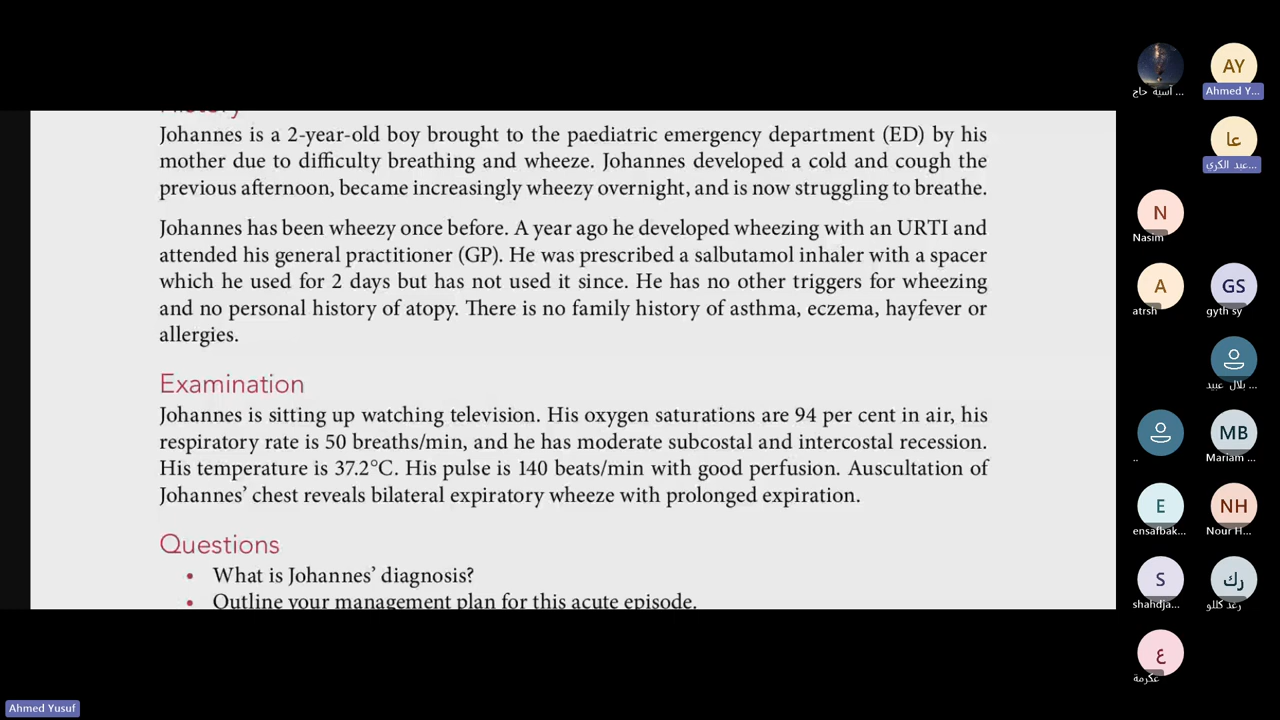 History
Johannes is a 2-year-old boy brought to the paediatric emergency department (ED) by his
mother due to difficulty breathing and wheeze. Johannes developed a cold and cough the
previous afternoon, became increasingly wheezy overnight, and is now struggling to breathe.
Johannes has been wheezy once before. A year ago he developed wheezing with an URTI and
attended his general practitioner (GP). He was prescribed a salbutamol inhaler with a spacer
which he used for 2 days but has not used it since. He has no other triggers for wheezing
and no personal history of atopy. There is no family history of asthma, eczema, hayfever or
allergies.
Examination
Johannes is sitting up watching television. His oxygen saturations are 94 per cent in air, his
respiratory rate is 50 breaths/min, and he has moderate subcostal and intercostal recession.
His temperature is 37.2°C. His pulse is 140 beats/min with good perfusion. Auscultation of
Johannes’ chest reveals bilateral expiratory wheeze with prolonged expiration.
Questions
• What is Johannes’ diagnosis?
• Outline your management plan for this acute episode.
آسية حاج ...
AY
Ahmed Y...
عا
عبد الكري...
N
Nasim
A
atrsh
GS
gyth sy
بلال عبيد ...
..
MB
Mariam ...
E
ensafbak...
NH
Nour H...
S
shahdja...
رك
رغد كللو
ع
عكرمة
Ahmed Yusuf